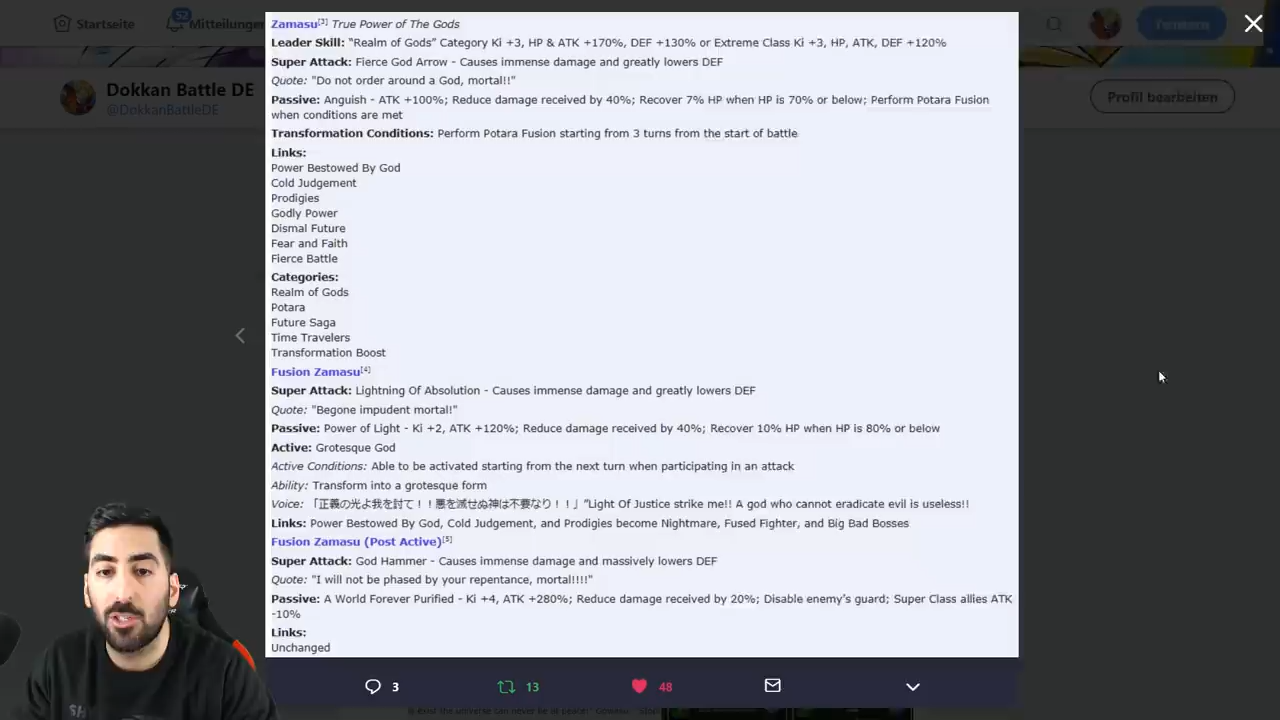 Startseite
52
Mitteilungen
Dokkan Battle DE
@DokkanBattleDE
Profil bearbeiten
Zamasu[3] True Power of The Gods
Leader Skill: "Realm of Gods" Category Ki +3, HP & ATK +170%, DEF +130% or Extreme Class Ki +3, HP, ATK, DEF +120%
Super Attack: Fierce God Arrow - Causes immense damage and greatly lowers DEF
Quote: "Do not order around a God, mortal!!"
Passive: Anguish - ATK +100%; Reduce damage received by 40%; Recover 7% HP when HP is 70% or below; Perform Potara Fusion
when conditions are met
Transformation Conditions: Perform Potara Fusion starting from 3 turns from the start of battle
Links:
Power Bestowed By God
Cold Judgement
Prodigies
Godly Power
Dismal Future
Fear and Faith
Fierce Battle
Categories:
Realm of Gods
Potara
Future Saga
Time Travelers
Transformation Boost
Fusion Zamasu[4]
Super Attack: Lightning Of Absolution - Causes immense damage and greatly lowers DEF
Quote: "Begone impudent mortal!"
Passive: Power of Light - Ki +2, ATK +120%; Reduce damage received by 40%; Recover 10% HP when HP is 80% or below
Active: Grotesque God
Active Conditions: Able to be activated starting from the next turn when participating in an attack
Ability: Transform into a grotesque form
Voice: 「正義の光よ我を討て！！悪を滅せぬ神は不要なり！！」"Light Of Justice strike me!! A god who cannot eradicate evil is useless!!
Links: Power Bestowed By God, Cold Judgement, and Prodigies become Nightmare, Fused Fighter, and Big Bad Bosses
Fusion Zamasu (Post Active)[5]
Super Attack: God Hammer - Causes immense damage and massively lowers DEF
Quote: "I will not be phased by your repentance, mortal!!!!"
Passive: A World Forever Purified - Ki +4, ATK +280%; Reduce damage received by 20%; Disable enemy's guard; Super Class allies ATK
-10%
Links:
Unchanged
3
13
48